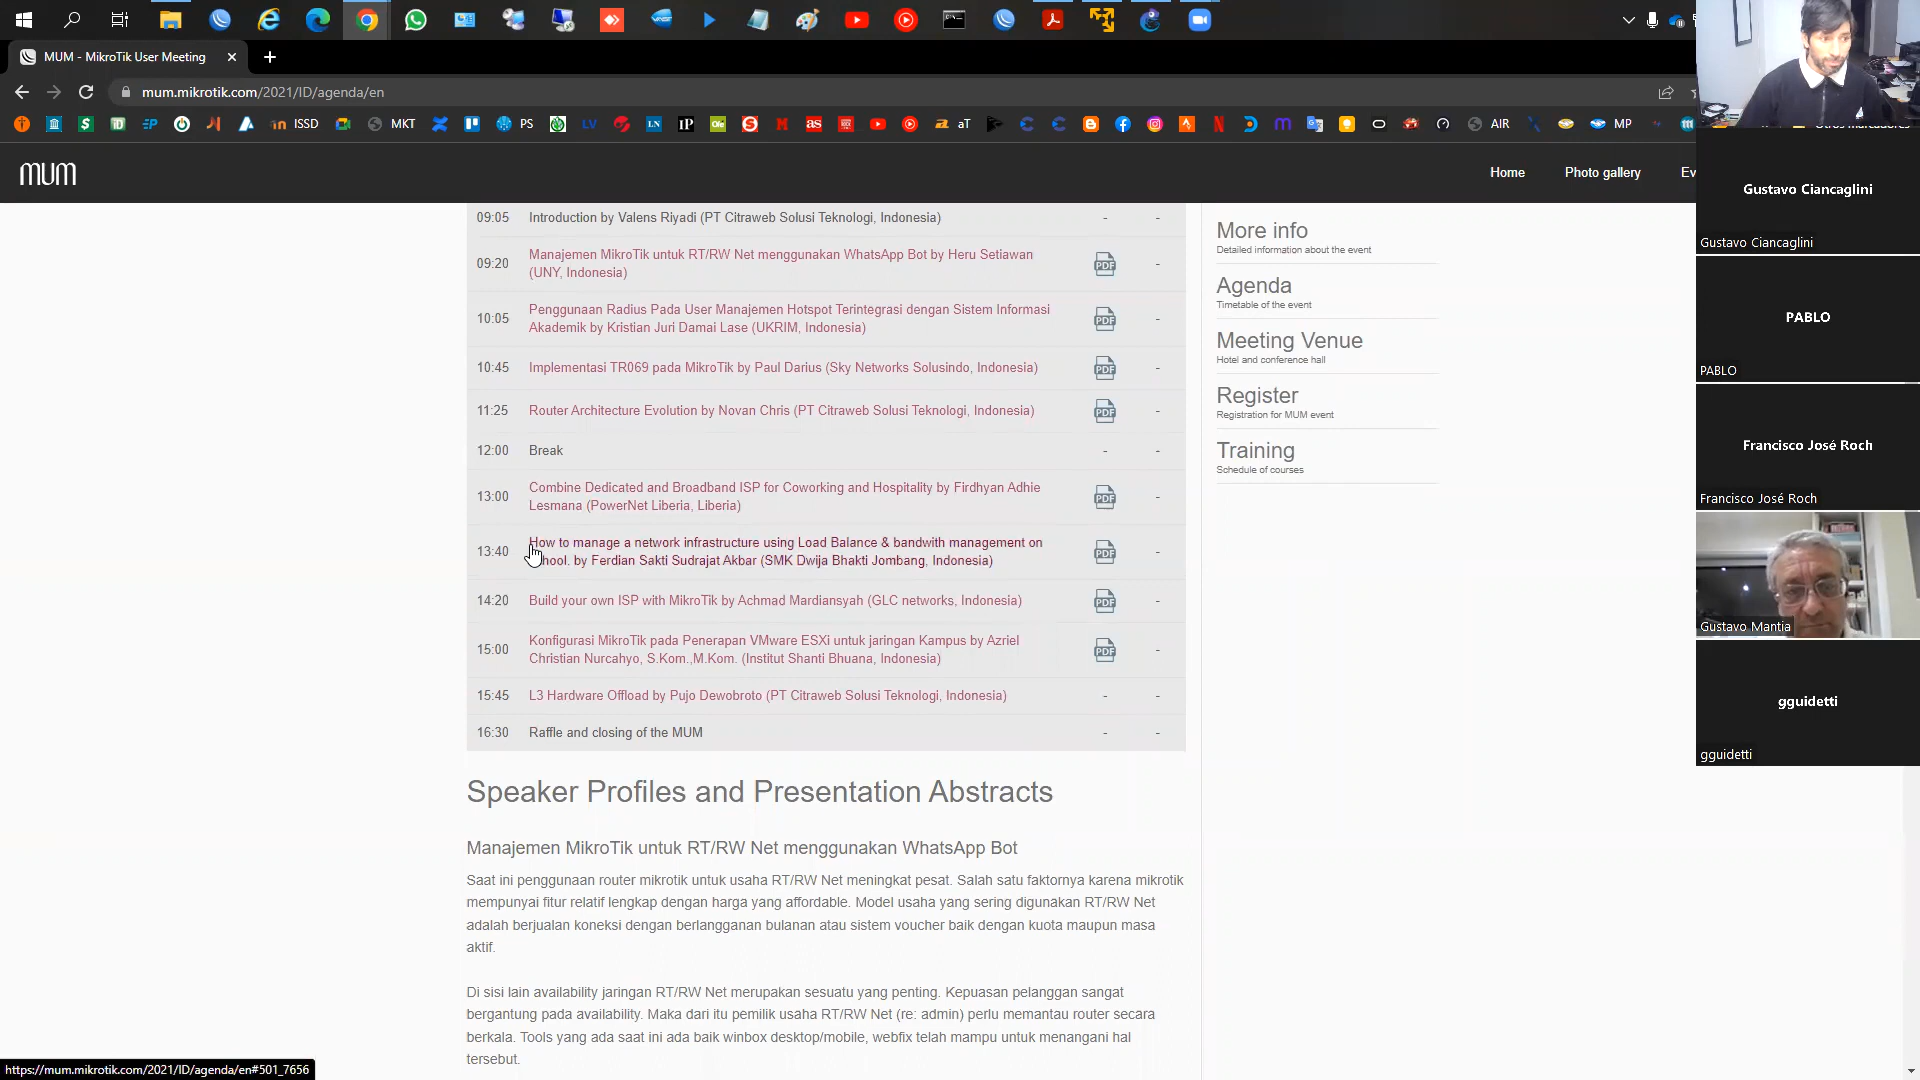 MUM - MikroTik User Meeting
mum.mikrotik.com/2021/ID/agenda/en
ISSD
MKT
PS
aT
AIR
MP
Otros marcadores
mum
Home
Photo gallery
Ev
09:05 Introduction by Valens Riyadi (PT Citraweb Solusi Teknologi, Indonesia) - -
09:20 Manajemen MikroTik untuk RT/RW Net menggunakan WhatsApp Bot by Heru Setiawan
(UNY, Indonesia) PDF -
10:05 Penggunaan Radius Pada User Manajemen Hotspot Terintegrasi dengan Sistem Informasi
Akademik by Kristian Juri Damai Lase (UKRIM, Indonesia) PDF -
10:45 Implementasi TR069 pada MikroTik by Paul Darius (Sky Networks Solusindo, Indonesia) PDF -
11:25 Router Architecture Evolution by Novan Chris (PT Citraweb Solusi Teknologi, Indonesia) PDF -
12:00 Break - -
13:00 Combine Dedicated and Broadband ISP for Coworking and Hospitality by Firdhyan Adhie
Lesmana (PowerNet Liberia, Liberia) PDF -
13:40 How to manage a network infrastructure using Load Balance & bandwith management on
hool. by Ferdian Sakti Sudrajat Akbar (SMK Dwija Bhakti Jombang, Indonesia) PDF -
14:20 Build your own ISP with MikroTik by Achmad Mardiansyah (GLC networks, Indonesia) PDF -
15:00 Konfigurasi MikroTik pada Penerapan VMware ESXi untuk jaringan Kampus by Azriel
Christian Nurcahyo, S.Kom.,M.Kom. (Institut Shanti Bhuana, Indonesia) PDF -
15:45 L3 Hardware Offload by Pujo Dewobroto (PT Citraweb Solusi Teknologi, Indonesia) - -
16:30 Raffle and closing of the MUM - -
Speaker Profiles and Presentation Abstracts
Manajemen MikroTik untuk RT/RW Net menggunakan WhatsApp Bot
Saat ini penggunaan router mikrotik untuk usaha RT/RW Net meningkat pesat. Salah satu faktornya karena mikrotik
mempunyai fitur relatif lengkap dengan harga yang affordable. Model usaha yang sering digunakan RT/RW Net
adalah berjualan koneksi dengan berlangganan bulanan atau sistem voucher baik dengan kuota maupun masa
aktif.
Di sisi lain availability jaringan RT/RW Net merupakan sesuatu yang penting. Kepuasan pelanggan sangat
bergantung pada availability. Maka dari itu pemilik usaha RT/RW Net (re: admin) perlu memantau router secara
berkala. Tools yang ada saat ini ada baik winbox desktop/mobile, webfix telah mampu untuk menangani hal
tersebut.
More info
Detailed information about the event
Agenda
Timetable of the event
Meeting Venue
Hotel and conference hall
Register
Registration for MUM event
Training
Schedule of courses
Gustavo Ciancaglini
Gustavo Ciancaglini
PABLO
PABLO
Francisco José Roch
Francisco José Roch
Gustavo Mantia
gguidetti
gguidetti
https://mum.mikrotik.com/2021/ID/agenda/en#501_7656